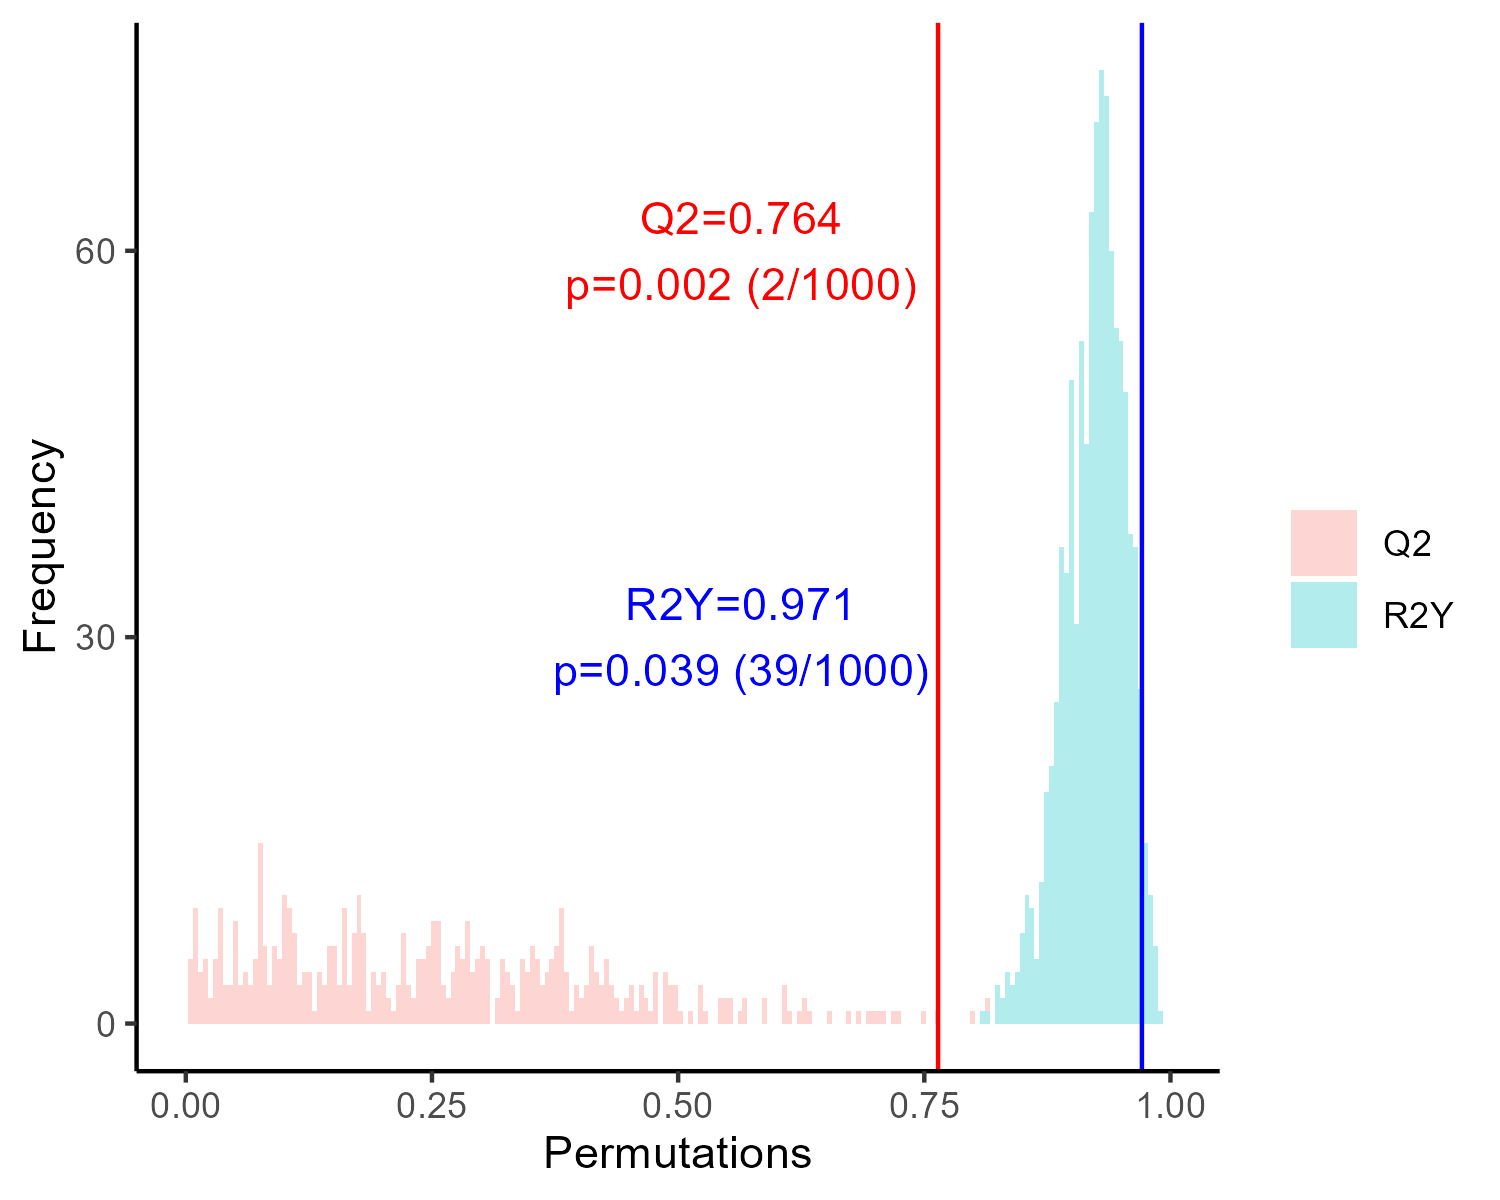 Frequency
60
30
0
Q2=0.764
p=0.002 (2/1000)
R2Y=0.971
p=0.039 (39/1000)
Q2
R2Y
0.00 0.25 0.50 0.75 1.00
Permutations